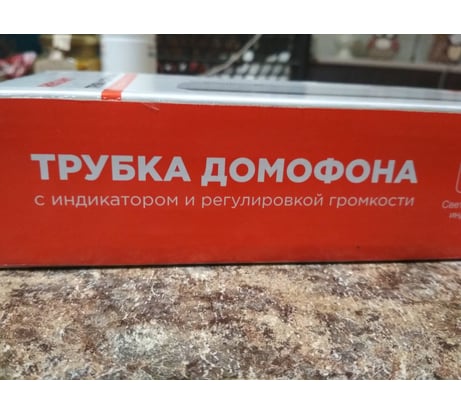 ТРУБКА ДОМОФОНА
с индикатором и регулировкой громкости